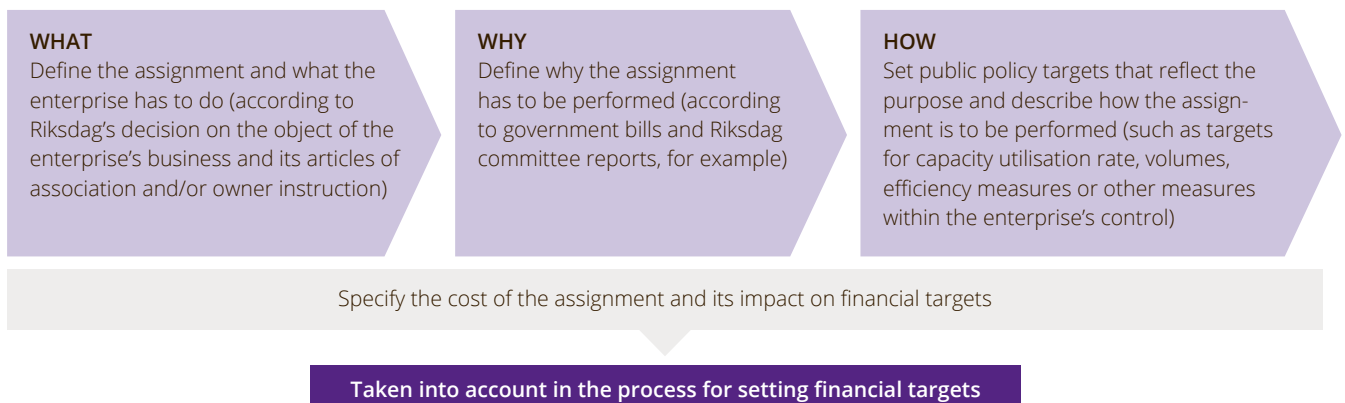 WHAT
Define the assignment and what the
enterprise has to do (according to
Riksdag's decision on the object of the
enterprise's business and its articles of
association and/or owner instruction)
WHY
Define why the assignment
has to be performed (according
to government bills and Riksdag
committee reports, for example)
HOW
Set public policy targets that reflect the
purpose and describe how the assign-
ment is to be performed (such as targets
for capacity utilisation rate, volumes,
efficiency measures or other measures
within the enterprise's control)
Specify the cost of the assignment and its impact on financial targets
Taken into account in the process for setting financial targets